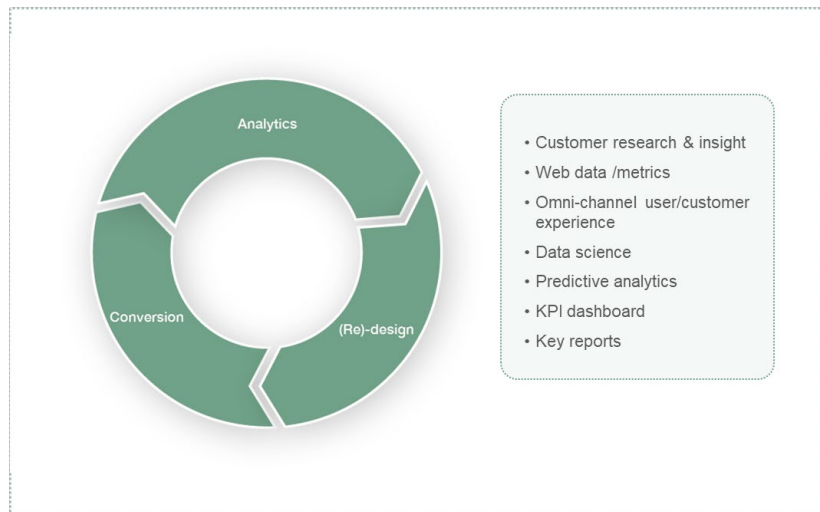 Analytics
(Re)-design
Conversion
• Customer research & insight
• Web data /metrics
• Omni-channel user/customer
experience
• Data science
• Predictive analytics
• KPI dashboard
• Key reports